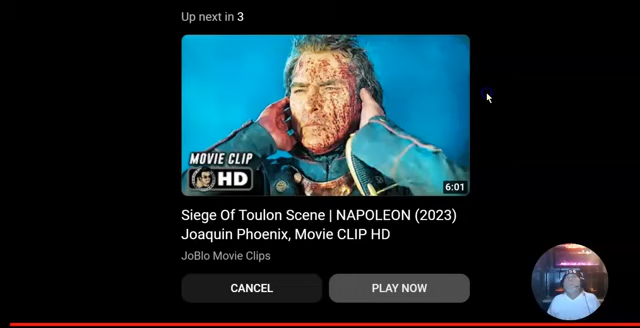 Up next in 3
MOVIE CLIP
HD
6:01
Siege Of Toulon Scene | NAPOLEON (2023)
Joaquin Phoenix, Movie CLIP HD
JoBlo Movie Clips
CANCEL
PLAY NOW